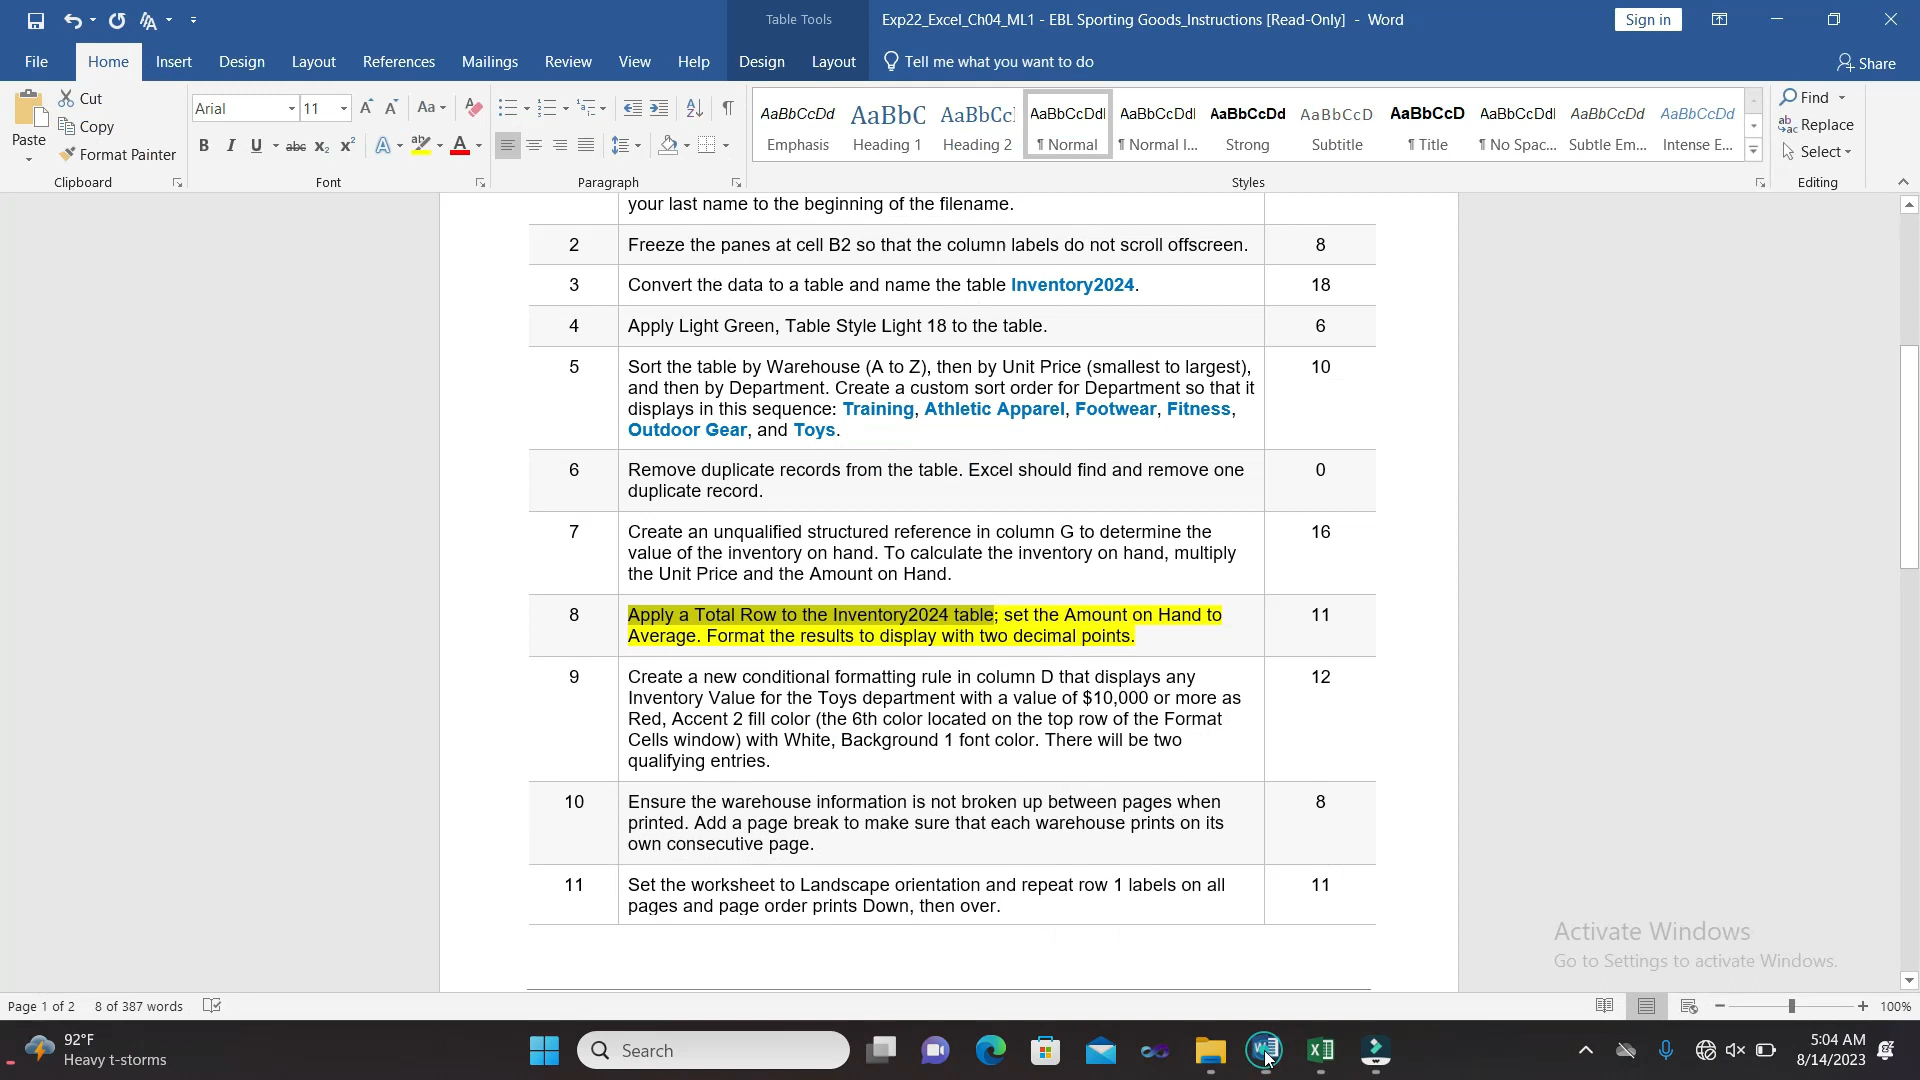 Table Tools
Exp22_Excel_Ch04_ML1 - EBL Sporting Goods_Instructions [Read-Only] - Word
Sign in
File Home Insert Design Layout References Mailings Review View Help Design Layout Tell me what you want to do Share
Paste
Cut
Copy
Format Painter
Clipboard
Arial 11
Font
Paragraph
AaBbCcDd AaBbC AaBbCc AaBbCcDdI AaBbCcDdI AaBbCcDd AaBbCcD AaBbCcD AaBbCcDdI AaBbCcDd AaBbCcDd
Emphasis Heading 1 Heading 2 ¶ Normal ¶ Normal I... Strong Subtitle ¶ Title ¶ No Spac... Subtle Em... Intense E...
Styles
Find
Replace
Select
Editing
your last name to the beginning of the filename.
2 Freeze the panes at cell B2 so that the column labels do not scroll offscreen. 8
3 Convert the data to a table and name the table Inventory2024. 18
4 Apply Light Green, Table Style Light 18 to the table. 6
5 Sort the table by Warehouse (A to Z), then by Unit Price (smallest to largest), 10
and then by Department. Create a custom sort order for Department so that it
displays in this sequence: Training, Athletic Apparel, Footwear, Fitness,
Outdoor Gear, and Toys.
6 Remove duplicate records from the table. Excel should find and remove one 0
duplicate record.
7 Create an unqualified structured reference in column G to determine the 16
value of the inventory on hand. To calculate the inventory on hand, multiply
the Unit Price and the Amount on Hand.
8 Apply a Total Row to the Inventory2024 table; set the Amount on Hand to 11
Average. Format the results to display with two decimal points.
9 Create a new conditional formatting rule in column D that displays any 12
Inventory Value for the Toys department with a value of $10,000 or more as
Red, Accent 2 fill color (the 6th color located on the top row of the Format
Cells window) with White, Background 1 font color. There will be two
qualifying entries.
10 Ensure the warehouse information is not broken up between pages when 8
printed. Add a page break to make sure that each warehouse prints on its
own consecutive page.
11 Set the worksheet to Landscape orientation and repeat row 1 labels on all 11
pages and page order prints Down, then over.
Activate Windows
Go to Settings to activate Windows.
Page 1 of 2 8 of 387 words 100%
92°F
Heavy t-storms
Search
5:04 AM
8/14/2023